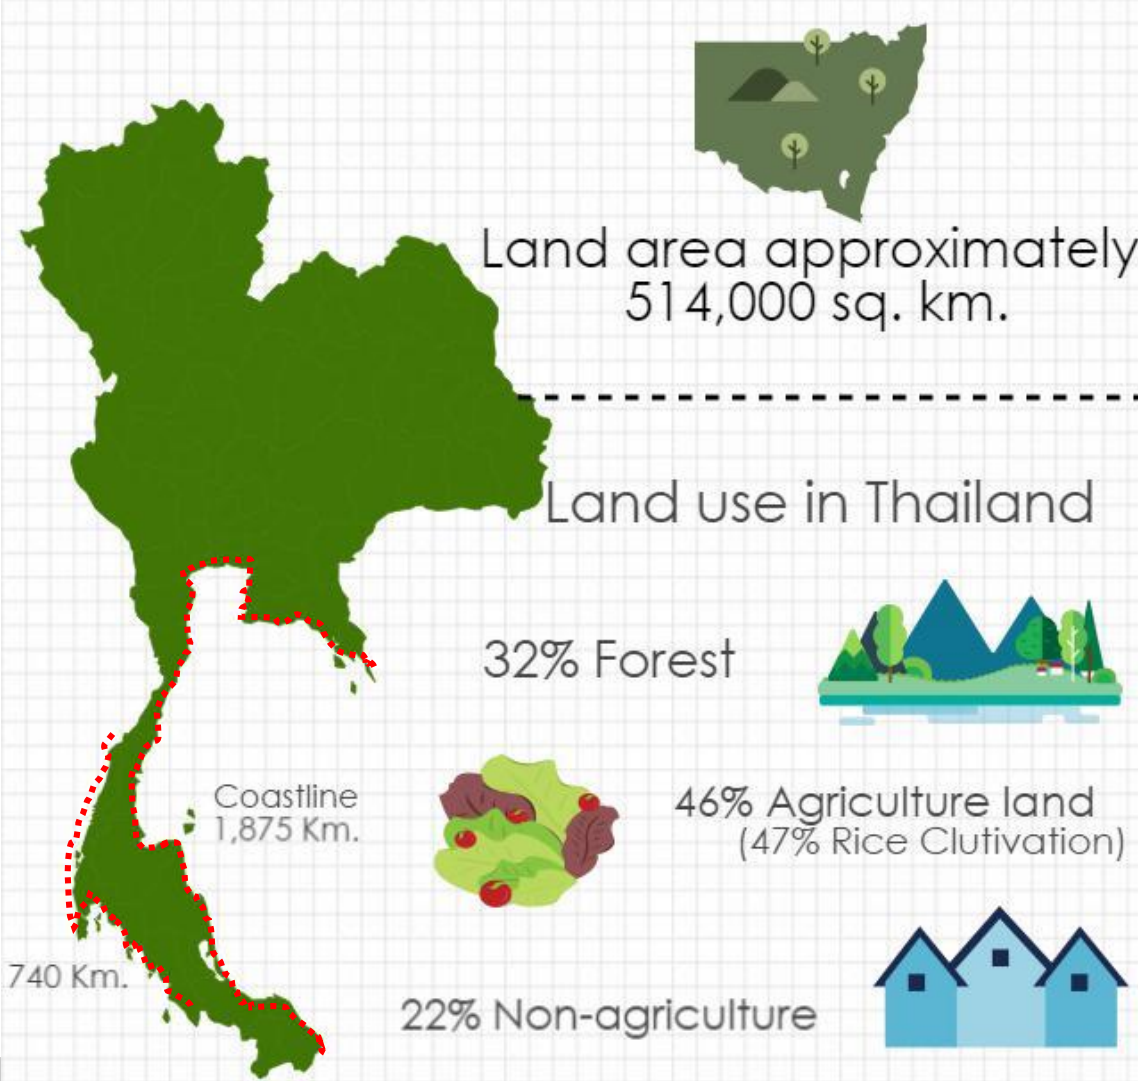 Land area approximately
514,000 sq. km.
Land use in Thailand
32% Forest
Coastline
1,875 Km.
46% Agriculture land
(47% Rice Clutivation)
740 Km.
22% Non-agriculture